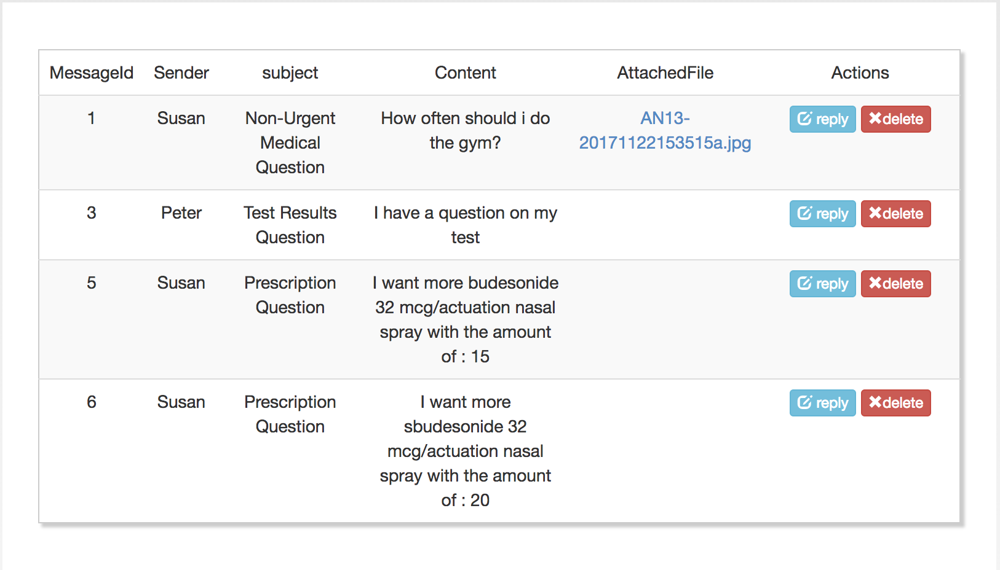 MessageId Sender subject Content AttachedFile Actions
1 Susan Non-Urgent How often should i do AN13- reply delete
Medical the gym? 20171122153515a.jpg
Question
3 Peter Test Results I have a question on my reply delete
Question test
5 Susan Prescription I want more budesonide reply delete
Question 32 mcg/actuation nasal
spray with the amount
of : 15
6 Susan Prescription I want more reply delete
Question sbudesonide 32
mcg/actuation nasal
spray with the amount
of : 20